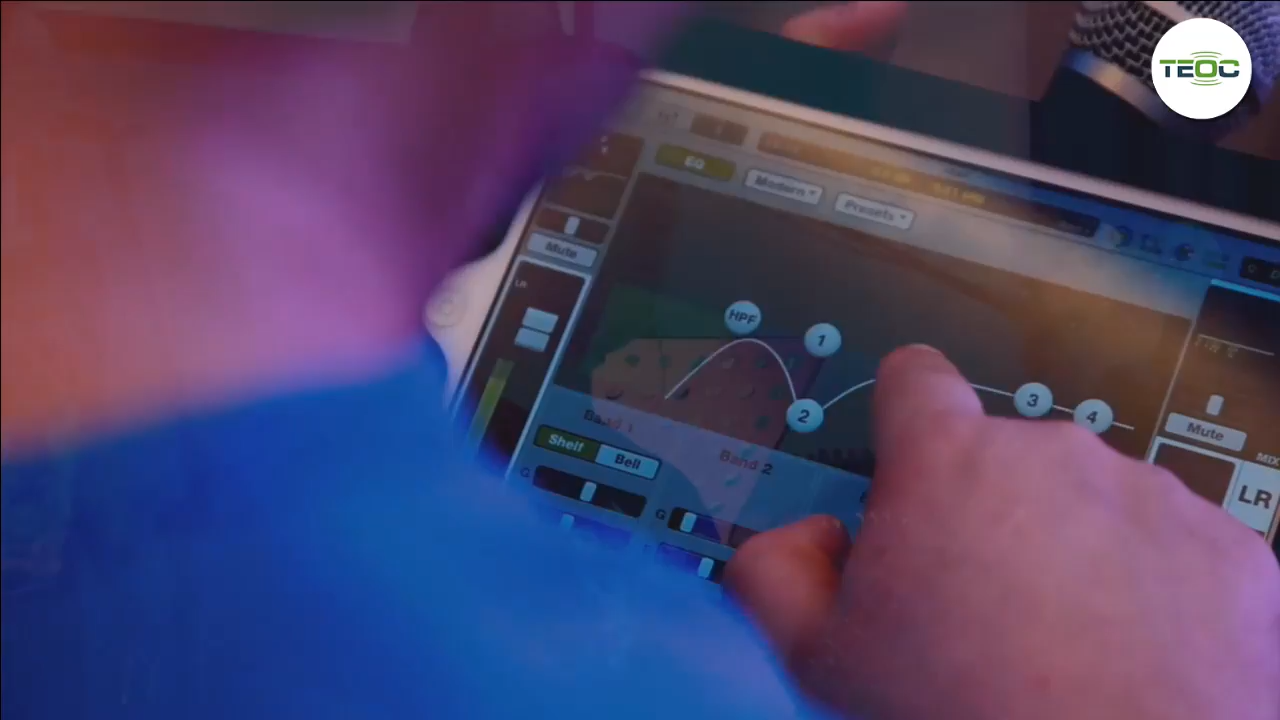 TEOC
EQ
Modern
Presets
Mute
LR
HPF
1
2
3
4
Band 1
Shelf
Bell
Band 2
G
G
Mute
MIX
LR